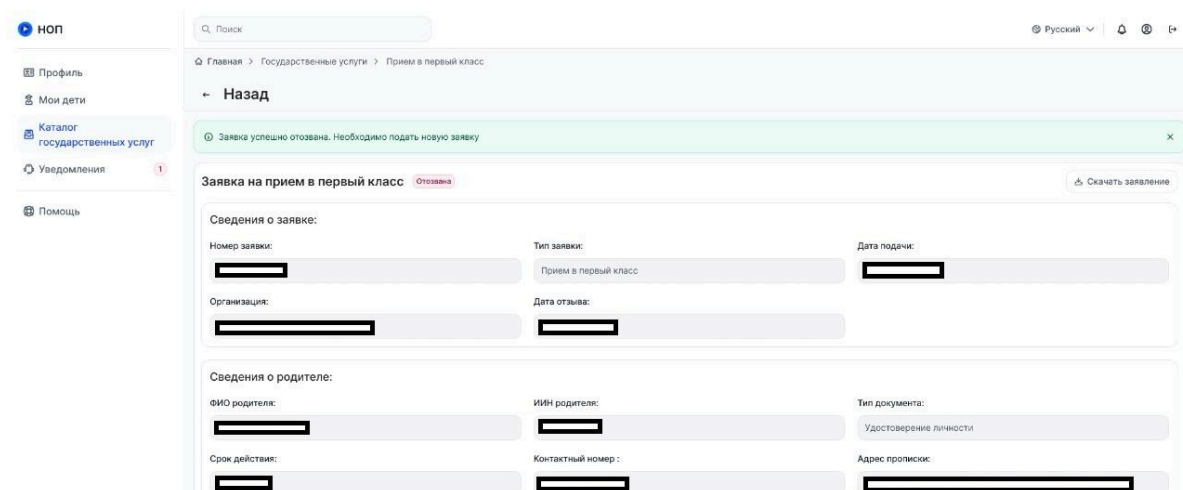 НОП
Поиск
Русский
Главная > Государственные услуги > Прием в первый класс
Профиль
Мои дети
Каталог
государственных услуг
Уведомления 1
Помощь
← Назад
Заявка успешно отозвана. Необходимо подать новую заявку
Заявка на прием в первый класс Отозвана
Скачать заявление
Сведения о заявке:
Номер заявки: Тип заявки: Дата подачи:
Прием в первый класс
Организация: Дата отзыва:
Сведения о родителе:
ФИО родителя: ИИН родителя: Тип документа:
Удостоверение личности
Срок действия: Контактный номер : Адрес прописки: